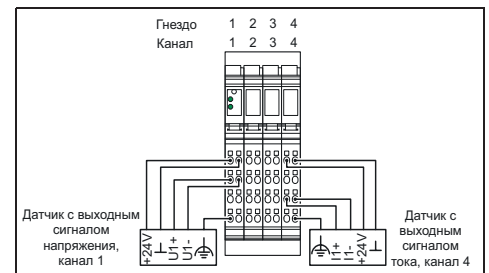 Гнездо 1 2 3 4
Канал 1 2 3 4
Датчик с выходным
сигналом
напряжения,
канал 1
+24V
U1+
U1-
I1+
I1-
+24V
Датчик с
выходным
сигналом
тока, канал 4